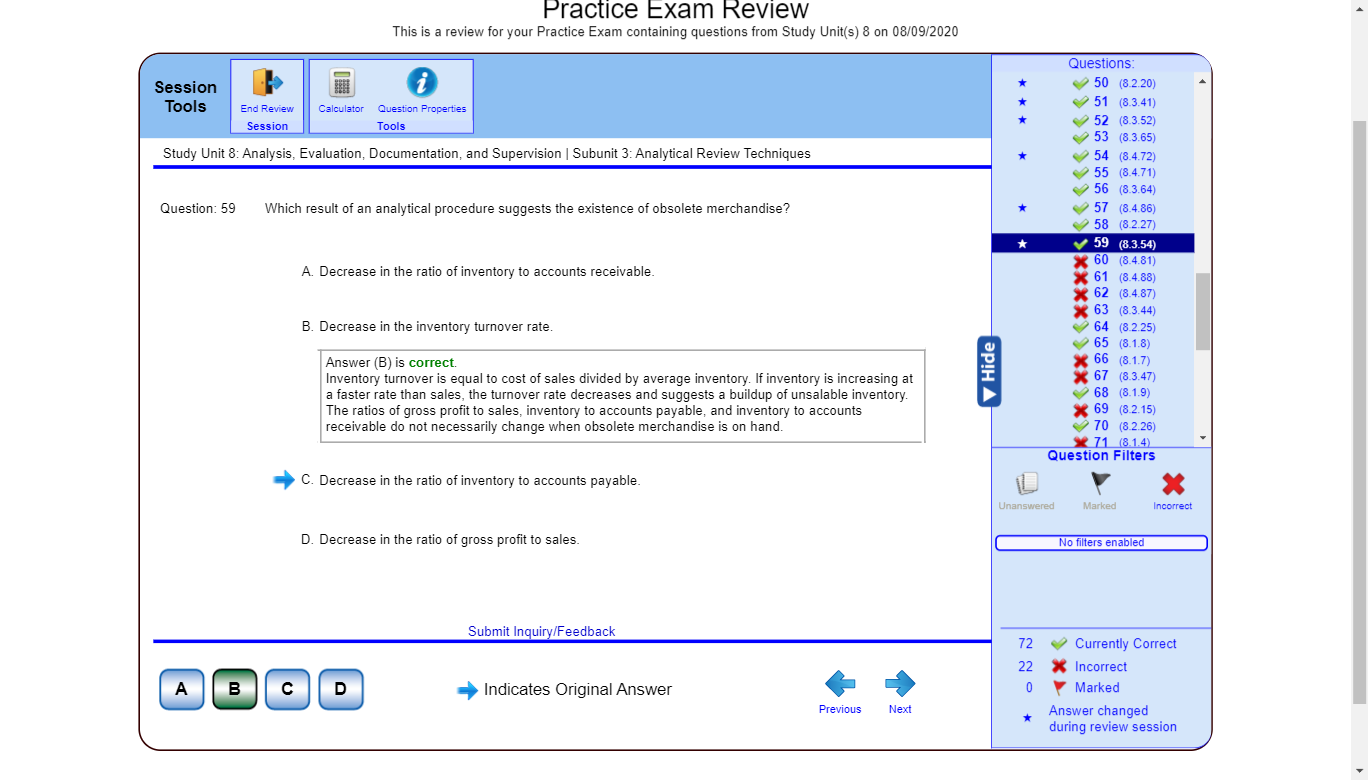 Practice Exam Review
This is a review for your Practice Exam containing questions from Study Unit(s) 8 on 08/09/2020
Session
Tools
End Review
Session
Calculator
Question Properties
Tools
Study Unit 8: Analysis, Evaluation, Documentation, and Supervision | Subunit 3: Analytical Review Techniques
Question: 59 Which result of an analytical procedure suggests the existence of obsolete merchandise?
A. Decrease in the ratio of inventory to accounts receivable.
B. Decrease in the inventory turnover rate.
Answer (B) is correct.
Inventory turnover is equal to cost of sales divided by average inventory. If inventory is increasing at
a faster rate than sales, the turnover rate decreases and suggests a buildup of unsalable inventory.
The ratios of gross profit to sales, inventory to accounts payable, and inventory to accounts
receivable do not necessarily change when obsolete merchandise is on hand.
C. Decrease in the ratio of inventory to accounts payable.
D. Decrease in the ratio of gross profit to sales.
Submit Inquiry/Feedback
A B C D
Indicates Original Answer
Previous
Next
Questions:
50 (8.2.20)
51 (8.3.41)
52 (8.3.52)
53 (8.3.65)
54 (8.4.72)
55 (8.4.71)
56 (8.3.64)
57 (8.4.86)
58 (8.2.27)
59 (8.3.54)
60 (8.4.81)
61 (8.4.88)
62 (8.4.87)
63 (8.3.44)
64 (8.2.25)
65 (8.1.8)
66 (8.1.7)
67 (8.3.47)
68 (8.1.9)
69 (8.2.15)
70 (8.2.26)
71 (8.1.4)
Hide
Question Filters
Unanswered
Marked
Incorrect
No filters enabled
72 Currently Correct
22 Incorrect
0 Marked
Answer changed
during review session